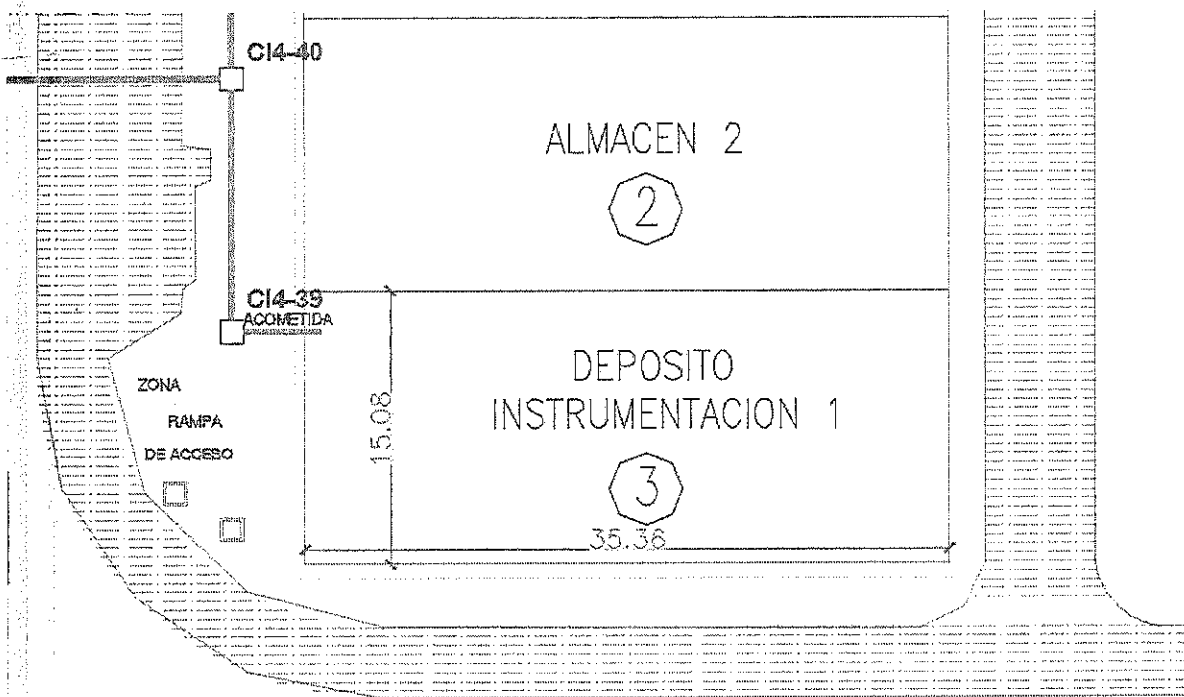 CI4-40
ALMACEN 2
2
CI4-39
ACOMETIDA
DEPOSITO
INSTRUMENTACION 1
15.08
ZONA
RAMPA
DE ACCESO
3
35.36